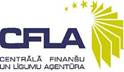 CFLA
CENTRĀLĀ FINANŠU
UN LĪGUMU AĢENTŪRA